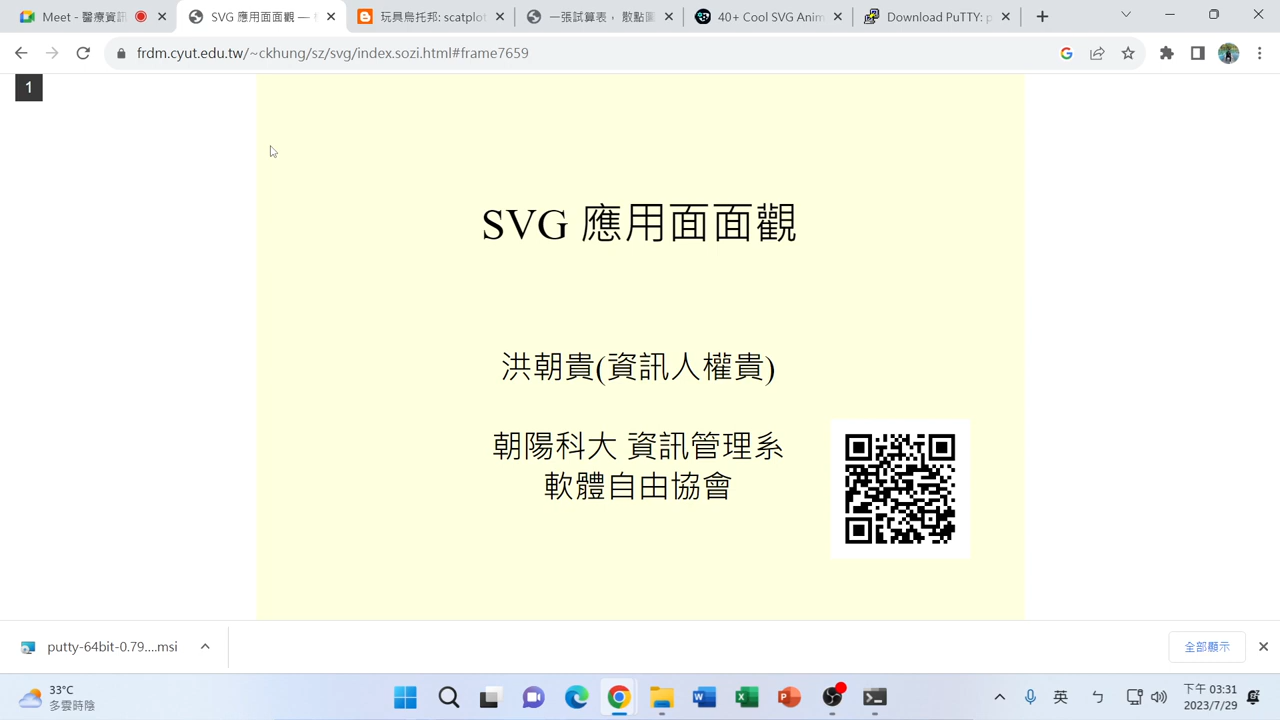 Meet - 醫療資訊
SVG 應用面面觀 —
玩具烏托邦: scatplot
一張試算表， 散點圖
40+ Cool SVG Anim
Download PuTTY: p
frdm.cyut.edu.tw/~ckhung/sz/svg/index.sozi.html#frame7659
1
SVG 應用面面觀
洪朝貴(資訊人權貴)
朝陽科大 資訊管理系
軟體自由協會
putty-64bit-0.79....msi
全部顯示
33°C
多雲時陰
英
ㄅ
下午 03:31
2023/7/29